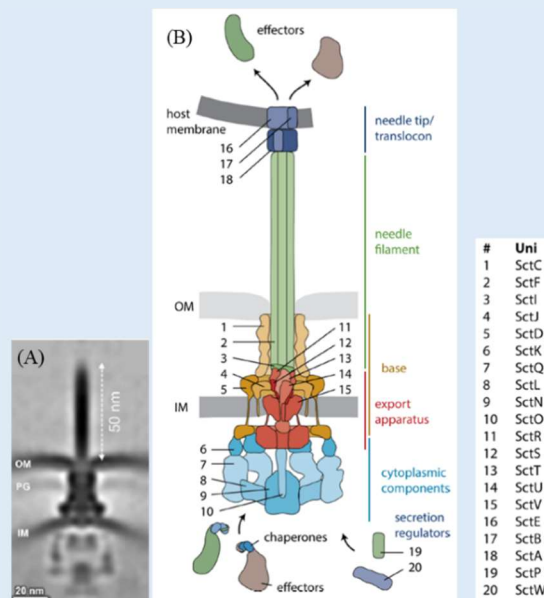 (B)
effectors
host
membrane
needle tip/
translocon
16
17
18
needle
filament
OM
1
2
3
4
5
11
12
13
14
15
base
IM
export
apparatus
6
7
8
9
10
cytoplasmic
components
secretion
regulators
chaperones
19
20
effectors
(A)
50 nm
OM
PG
IM
20 nm
# Uni
1 SctC
2 SctF
3 SctI
4 SctJ
5 SctD
6 SctK
7 SctQ
8 SctL
9 SctN
10 SctO
11 SctR
12 SctS
13 SctT
14 SctU
15 SctV
16 SctE
17 SctB
18 SctA
19 SctP
20 SctW